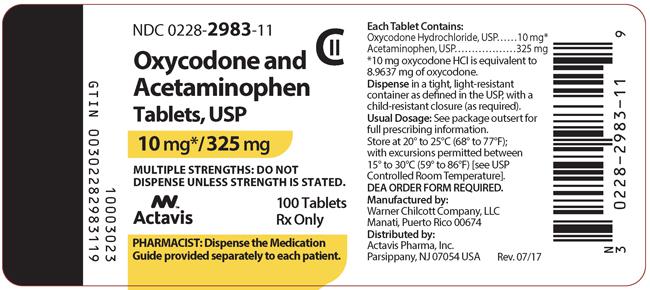 GTIN 00302282983119
10003023
NDC 0228-2983-11
CII
Oxycodone and
Acetaminophen
Tablets, USP
10 mg*/325 mg
MULTIPLE STRENGTHS: DO NOT
DISPENSE UNLESS STRENGTH IS STATED.
Actavis
100 Tablets
Rx Only
PHARMACIST: Dispense the Medication
Guide provided separately to each patient.
Each Tablet Contains:
Oxycodone Hydrochloride, USP......10 mg*
Acetaminophen, USP.................325 mg
*10 mg oxycodone HCl is equivalent to
8.9637 mg of oxycodone.
Dispense in a tight, light-resistant
container as defined in the USP, with a
child-resistant closure (as required).
Usual Dosage: See package outsert for
full prescribing information.
Store at 20° to 25°C (68° to 77°F);
with excursions permitted between
15° to 30°C (59° to 86°F) [see USP
Controlled Room Temperature].
DEA ORDER FORM REQUIRED.
Manufactured by:
Warner Chilcott Company, LLC
Manati, Puerto Rico 00674
Distributed by:
Actavis Pharma, Inc.
Parsippany, NJ 07054 USA Rev. 07/17
N3 0228-2983-11 9